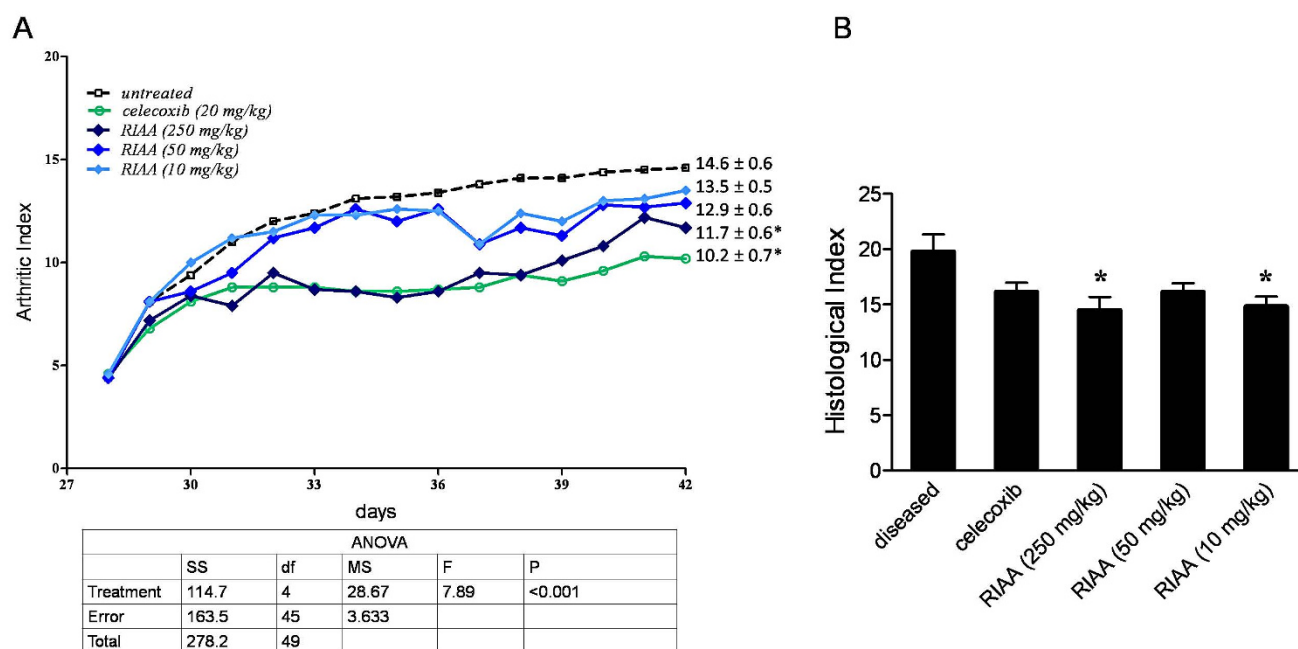 A
20
15
10
5
0
Arthritic Index
untreated
celecoxib (20 mg/kg)
RIAA (250 mg/kg)
RIAA (50 mg/kg)
RIAA (10 mg/kg)
14.6 ± 0.6
13.5 ± 0.5
12.9 ± 0.6
11.7 ± 0.6*
10.2 ± 0.7*
27 30 33 36 39 42
days
ANOVA
SS df MS F P
Treatment 114.7 4 28.67 7.89 <0.001
Error 163.5 45 3.633
Total 278.2 49
B
25
20
15
10
5
0
Histological Index
* *
diseased
celecoxib
RIAA (250 mg/kg)
RIAA (50 mg/kg)
RIAA (10 mg/kg)